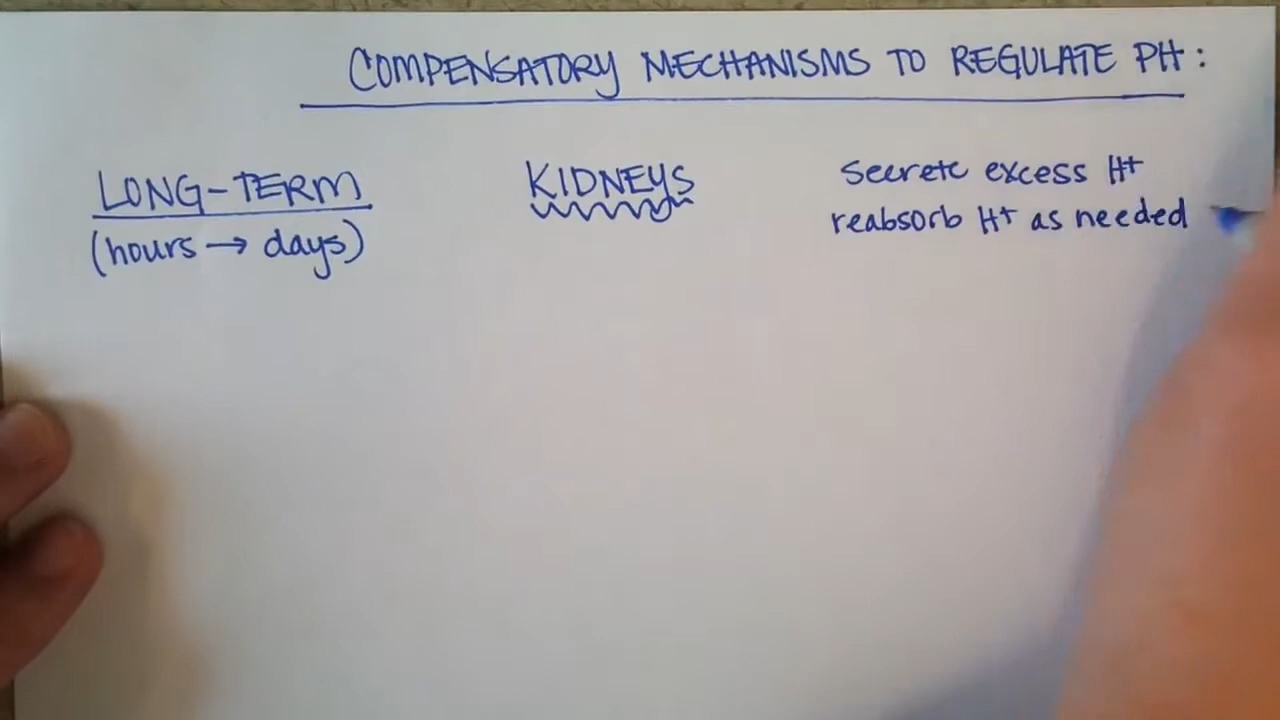 COMPENSATORY MECHANISMS TO REGULATE PH:
LONG-TERM
(hours → days)
KIDNEYS
secrete excess H+
reabsorb H+ as needed